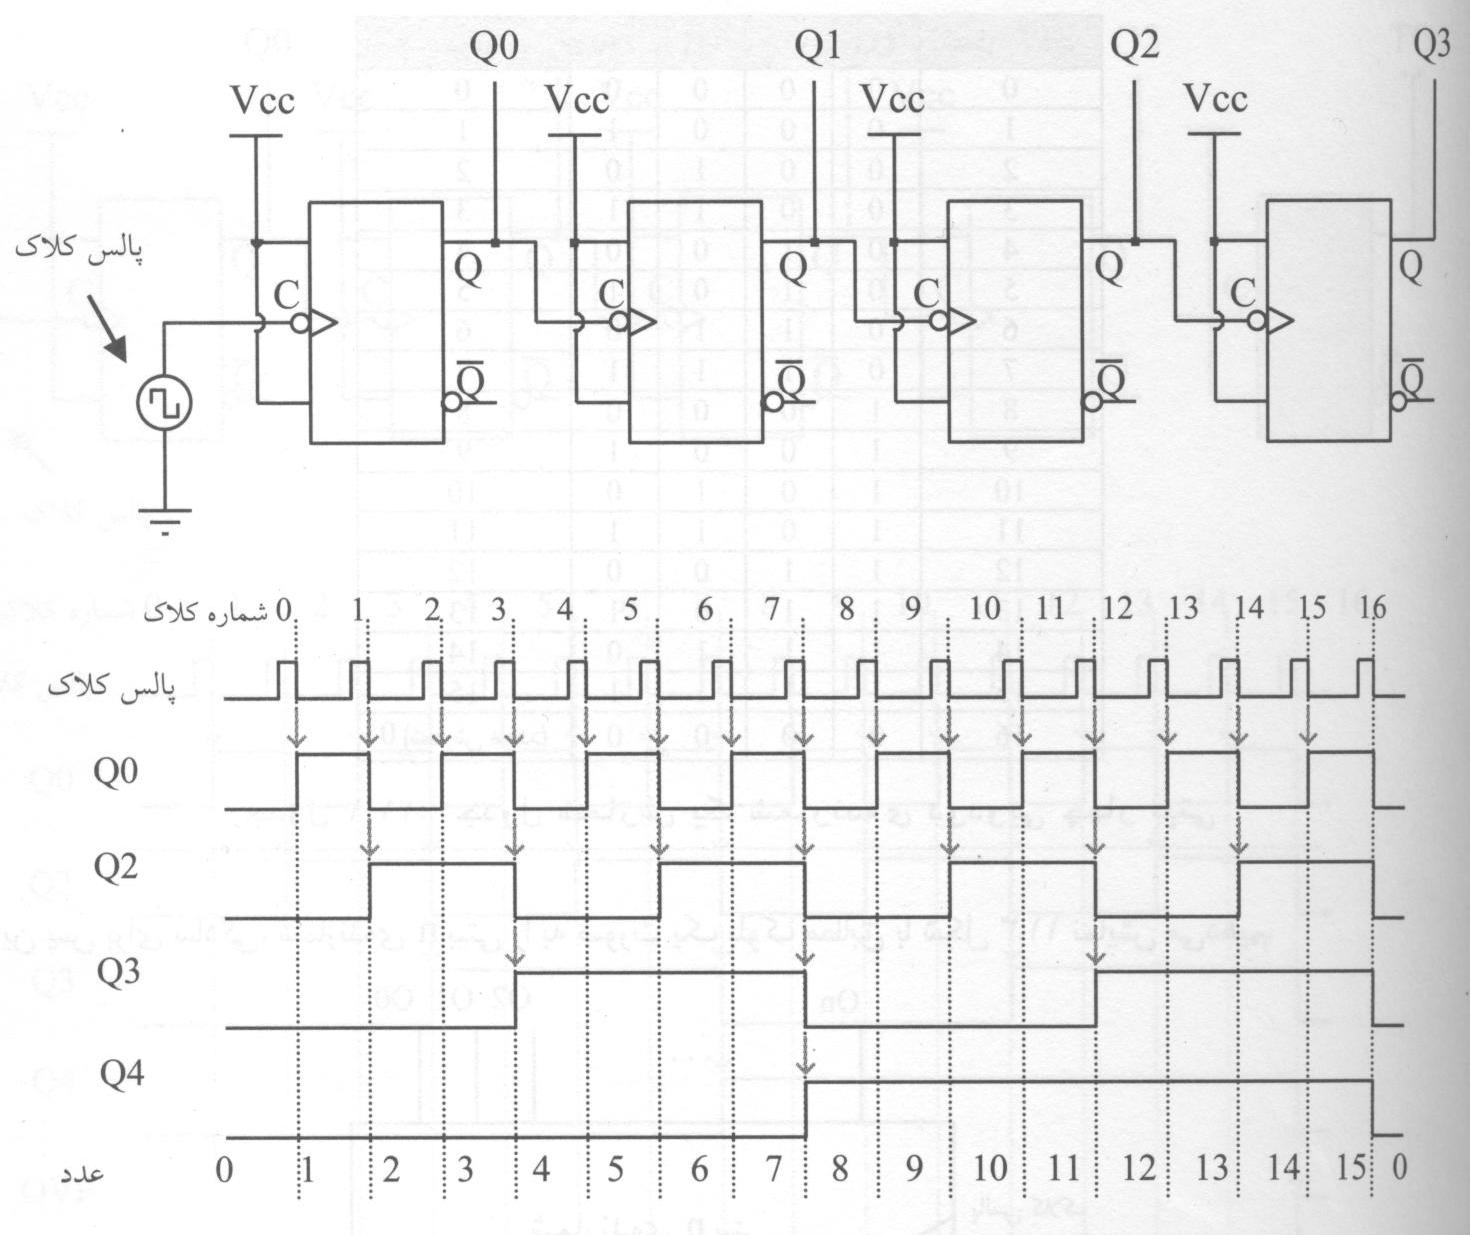 Q0 Q1 Q2 Q3
Vcc Vcc Vcc Vcc
پالس کلاک
C Q C Q C Q C Q
Q̅ Q̅ Q̅ Q̅
شماره کلاک 0 1 2 3 4 5 6 7 8 9 10 11 12 13 14 15 16
پالس کلاک
Q0
Q2
Q3
Q4
عدد 0 1 2 3 4 5 6 7 8 9 10 11 12 13 14 15 0